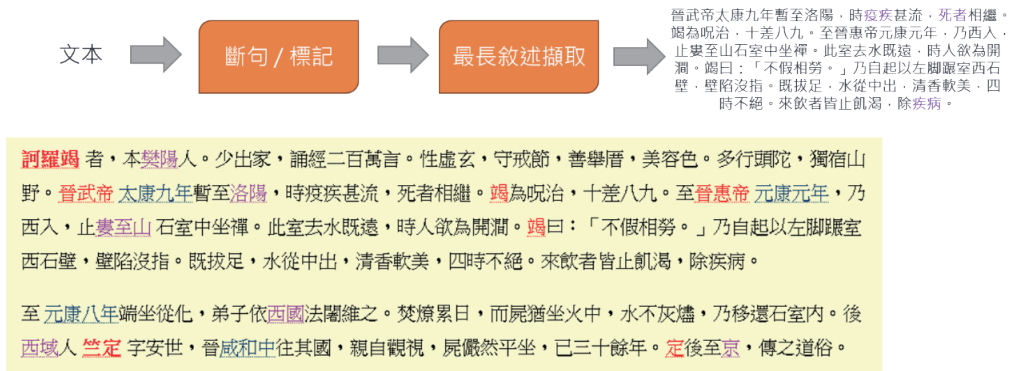 文本
斷句 / 標記
最長敘述擷取
晉武帝太康九年暫至洛陽，時疫疾甚流，死者相繼。
竭為呪治，十差八九。至晉惠帝元康元年，乃西入，
止婁至山石室中坐禪。此室去水既遠，時人欲為開
澗。竭曰：「不假相勞。」乃自起以左脚蹍室西石
壁，壁陷沒指。既拔足，水從中出，清香軟美，四
時不絕。來飲者皆止飢渴，除疾病。
訶羅竭 者，本樊陽人。少出家，誦經二百萬言。性虛玄，守戒節，善舉厝，美容色。多行頭陀，獨宿山
野。晉武帝 太康九年暫至洛陽，時疫疾甚流，死者相繼。竭為呪治，十差八九。至晉惠帝 元康元年，乃
西入，止婁至山 石室中坐禪。此室去水既遠，時人欲為開澗。竭曰：「不假相勞。」乃自起以左脚蹍室
西石壁，壁陷沒指。既拔足，水從中出，清香軟美，四時不絕。來飲者皆止飢渴，除疾病。
至 元康八年端坐從化，弟子依西國法闍維之。焚燎累日，而屍猶坐火中，永不灰燼，乃移還石室内。後
西域人 竺定 字安世，晉咸和中往其國，親自觀視，屍儼然平坐，已三十餘年。定後至京，傳之道俗。